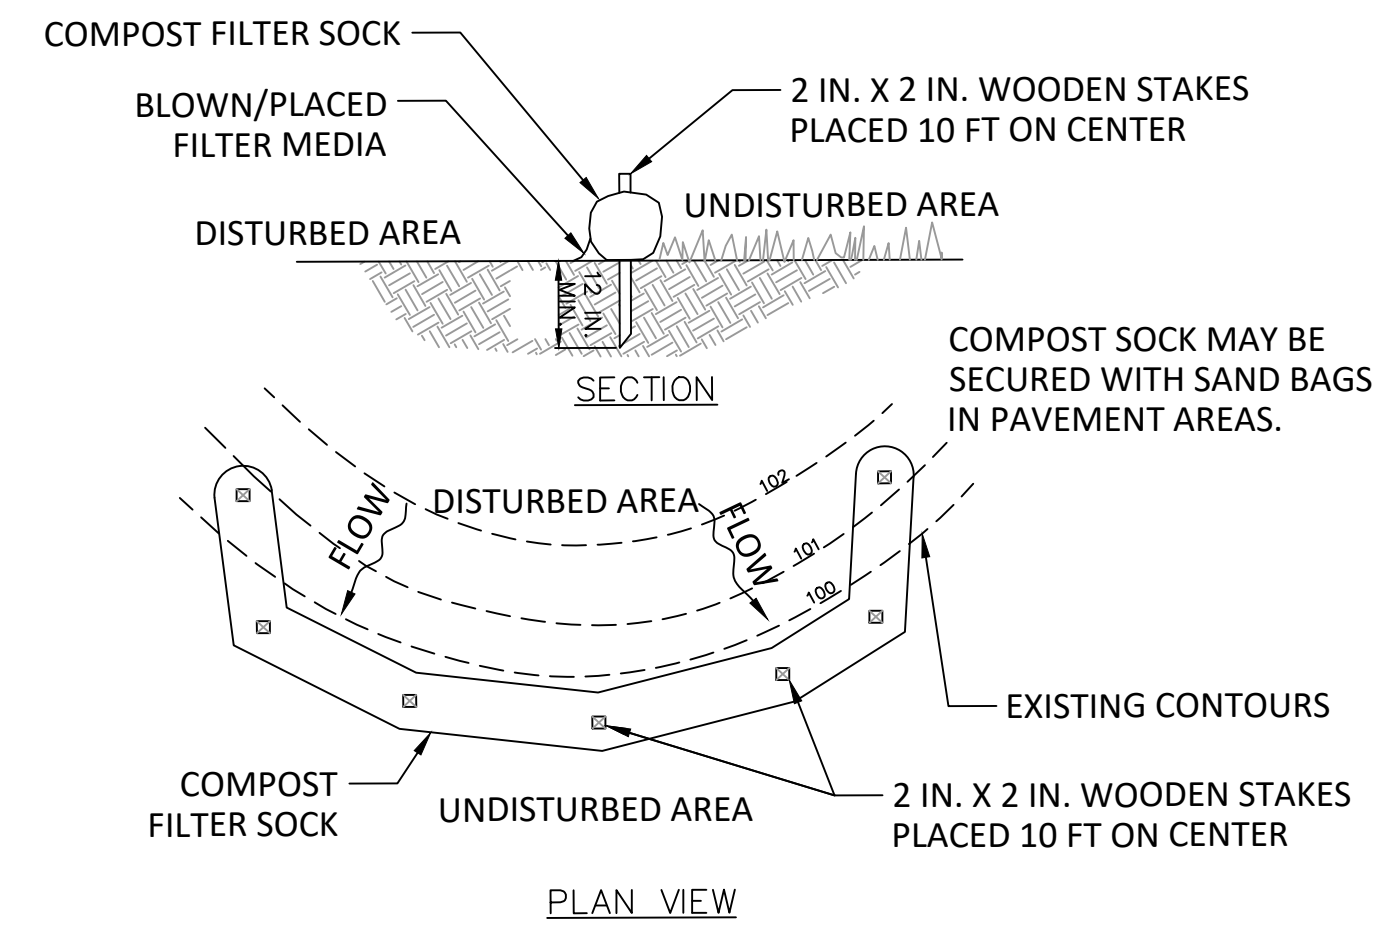 COMPOST FILTER SOCK
BLOWN/PLACED
FILTER MEDIA
2 IN. X 2 IN. WOODEN STAKES
PLACED 10 FT ON CENTER
DISTURBED AREA
UNDISTURBED AREA
12 IN.
MIN.
SECTION
COMPOST SOCK MAY BE
SECURED WITH SAND BAGS
IN PAVEMENT AREAS.
102
DISTURBED AREA
FLOW
FLOW
101
100
EXISTING CONTOURS
COMPOST
FILTER SOCK
UNDISTURBED AREA
2 IN. X 2 IN. WOODEN STAKES
PLACED 10 FT ON CENTER
PLAN VIEW